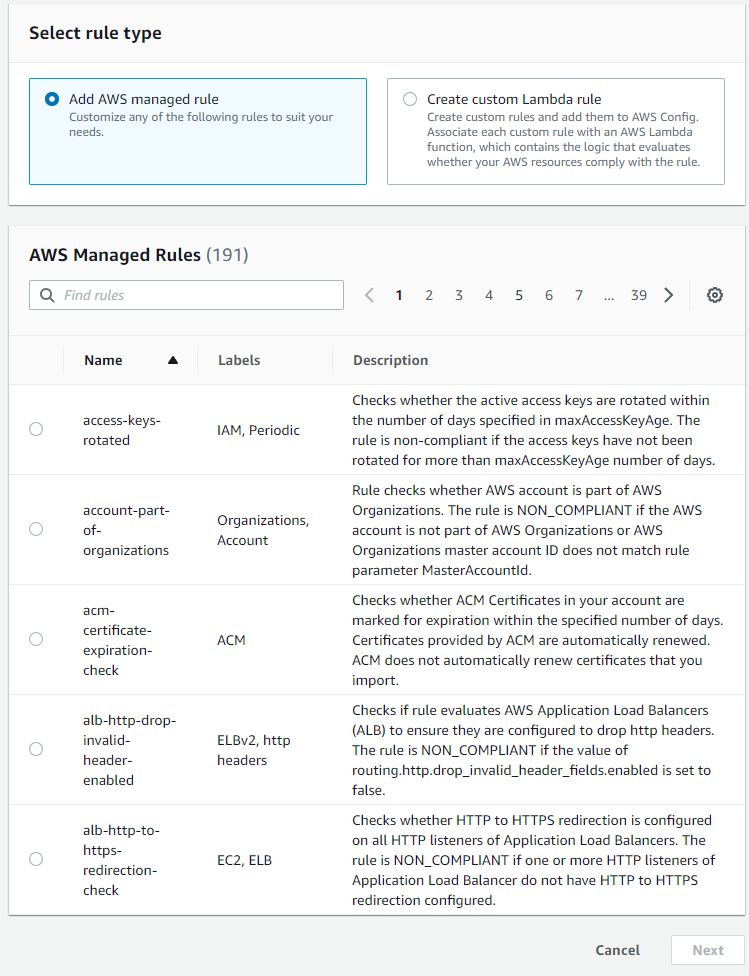 Select rule type
Add AWS managed rule
Customize any of the following rules to suit your
needs.
Create custom Lambda rule
Create custom rules and add them to AWS Config.
Associate each custom rule with an AWS Lambda
function, which contains the logic that evaluates
whether your AWS resources comply with the rule.
AWS Managed Rules (191)
Find rules
1 2 3 4 5 6 7 ... 39
Name Labels Description
access-keys-
rotated
IAM, Periodic
Checks whether the active access keys are rotated within
the number of days specified in maxAccessKeyAge. The
rule is non-compliant if the access keys have not been
rotated for more than maxAccessKeyAge number of days.
account-part-
of-
organizations
Organizations,
Account
Rule checks whether AWS account is part of AWS
Organizations. The rule is NON_COMPLIANT if the AWS
account is not part of AWS Organizations or AWS
Organizations master account ID does not match rule
parameter MasterAccountId.
acm-
certificate-
expiration-
check
ACM
Checks whether ACM Certificates in your account are
marked for expiration within the specified number of days.
Certificates provided by ACM are automatically renewed.
ACM does not automatically renew certificates that you
import.
alb-http-drop-
invalid-
header-
enabled
ELBv2, http
headers
Checks if rule evaluates AWS Application Load Balancers
(ALB) to ensure they are configured to drop http headers.
The rule is NON_COMPLIANT if the value of
routing.http.drop_invalid_header_fields.enabled is set to
false.
alb-http-to-
https-
redirection-
check
EC2, ELB
Checks whether HTTP to HTTPS redirection is configured
on all HTTP listeners of Application Load Balancers. The
rule is NON_COMPLIANT if one or more HTTP listeners of
Application Load Balancer do not have HTTP to HTTPS
redirection configured.
Cancel Next